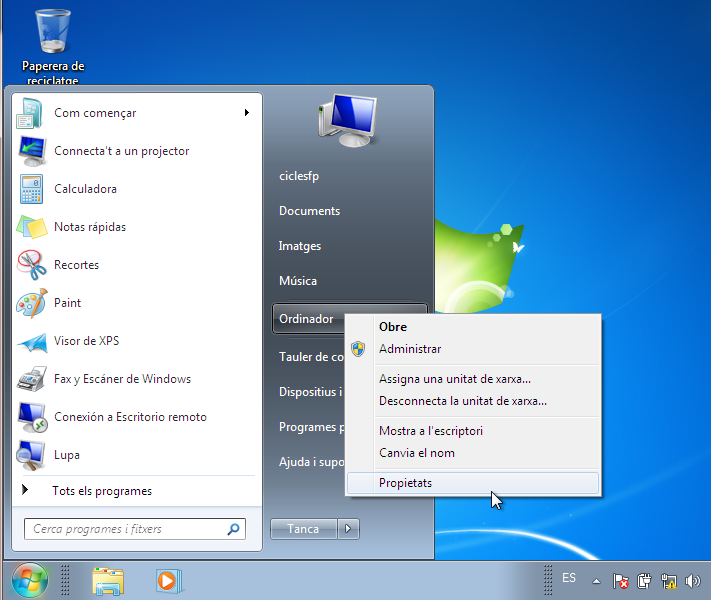 Paperera de
reciclatge
Com començar
Connecta't a un projector
Calculadora
Notas rápidas
Recortes
Paint
Visor de XPS
Fax y Escáner de Windows
Conexión a Escritorio remoto
Lupa
Tots els programes
Cerca programes i fitxers
ciclesfp
Documents
Imatges
Música
Ordinador
Tauler de co
Dispositius i
Programes p
Ajuda i supo
Tanca
Obre
Administrar
Assigna una unitat de xarxa...
Desconnecta la unitat de xarxa...
Mostra a l'escriptori
Canvia el nom
Propietats
ES